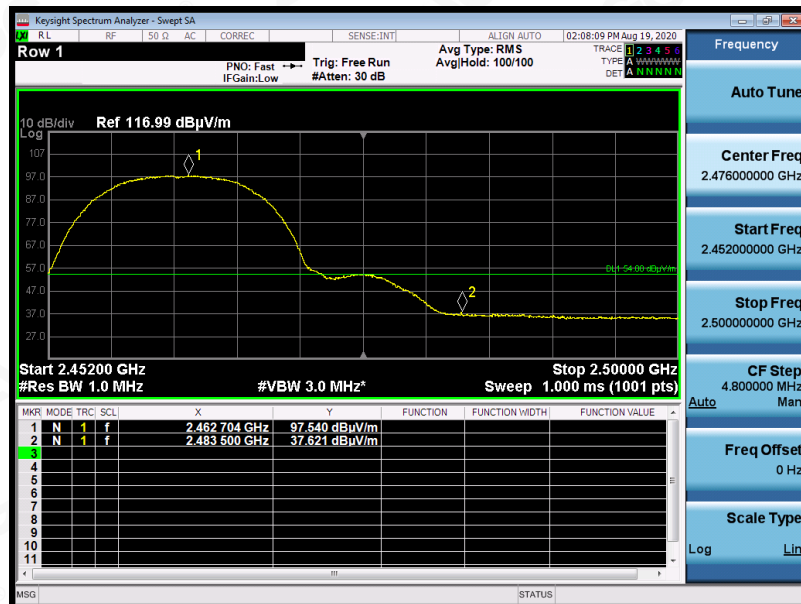 Keysight Spectrum Analyzer - Swept SA
LXI RL RF 50 Ω AC CORREC SENSE:INT ALIGN AUTO 02:08:09 PM Aug 19, 2020
Row 1
PNO: Fast
IFGain:Low
Trig: Free Run
#Atten: 30 dB
Avg Type: RMS
Avg|Hold: 100/100
TRACE 1 2 3 4 5 6
TYPE A WWWWW
DET A N N N N N
10 dB/div Ref 116.99 dBµV/m
Log
107
97.0
87.0
77.0
67.0
57.0
47.0
37.0
27.0
1
2
DL1 54.00 dBµV/m
Start 2.45200 GHz Stop 2.50000 GHz
#Res BW 1.0 MHz #VBW 3.0 MHz* Sweep 1.000 ms (1001 pts)
MKR MODE TRC SCL X Y FUNCTION FUNCTION WIDTH FUNCTION VALUE
1 N 1 f 2.462 704 GHz 97.540 dBµV/m
2 N 1 f 2.483 500 GHz 37.621 dBµV/m
3
4
5
6
7
8
9
10
11
MSG STATUS
Frequency
Auto Tune
Center Freq
2.476000000 GHz
Start Freq
2.452000000 GHz
Stop Freq
2.500000000 GHz
CF Step
4.800000 MHz
Auto Man
Freq Offset
0 Hz
Scale Type
Log Lin